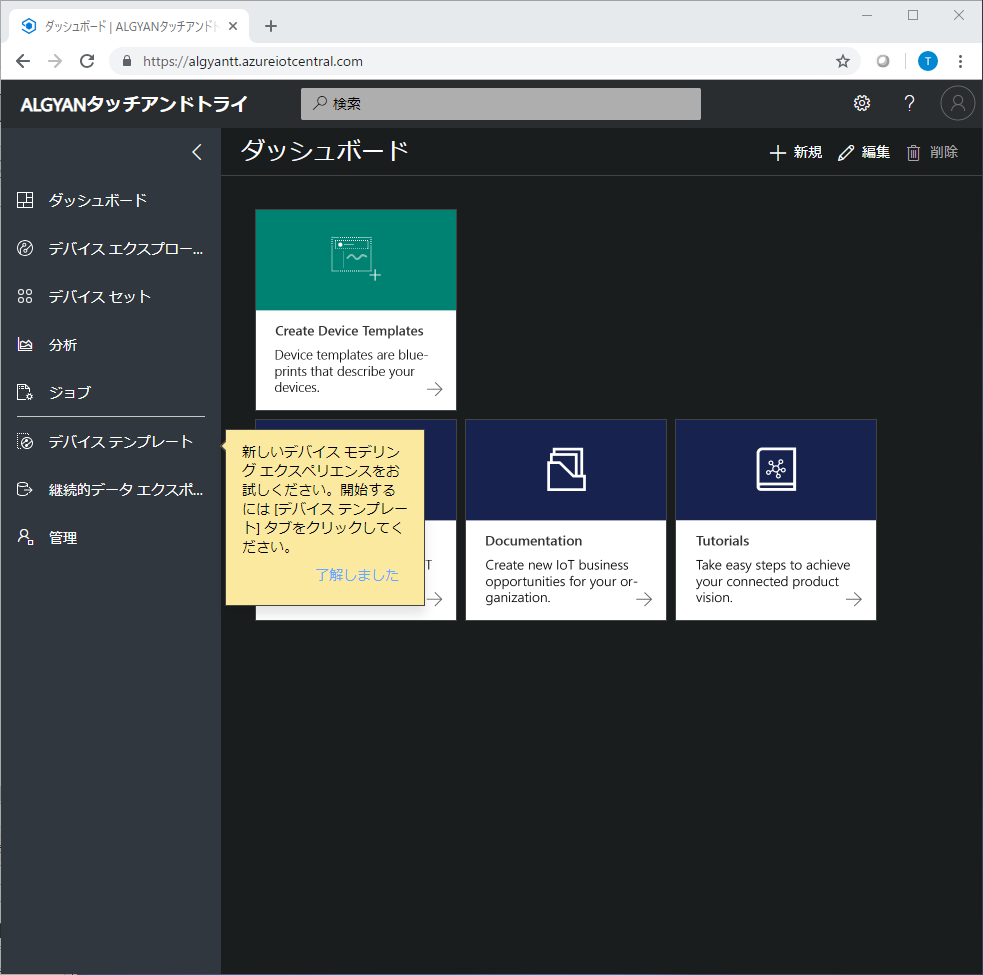 ダッシュボード | ALGYANタッチアンドト
https://algyantt.azureiotcentral.com
T
ALGYANタッチアンドトライ
検索
?
ダッシュボード
新規
編集
削除
ダッシュボード
デバイス エクスプロー...
デバイス セット
分析
ジョブ
デバイス テンプレート
継続的データ エクスポ...
管理
Create Device Templates
Device templates are blue-
prints that describe your
devices.
新しいデバイス モデリン
グ エクスペリエンスをお
試しください。開始する
には [デバイス テンプレー
ト] タブをクリックしてく
ださい。
了解しました
T
Documentation
Create new IoT business
opportunities for your or-
ganization.
Tutorials
Take easy steps to achieve
your connected product
vision.